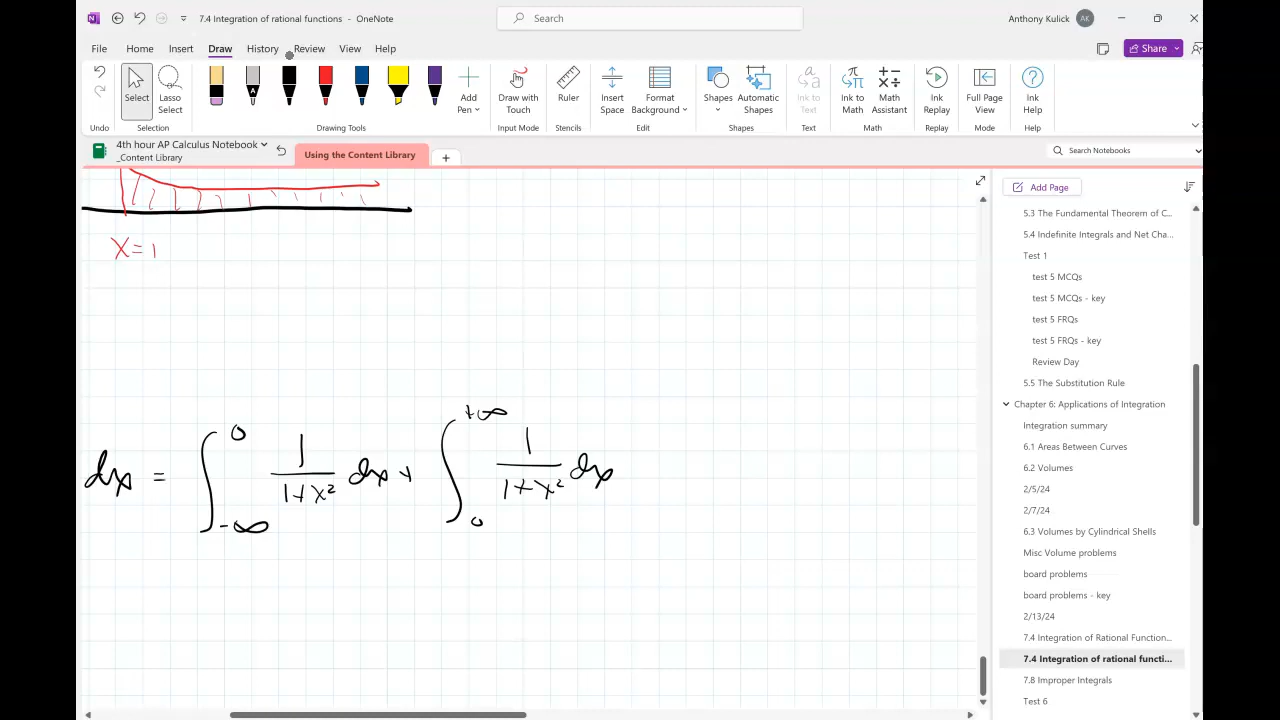 7.4 Integration of rational functions - OneNote
Search
Anthony Kulick
AK
File Home Insert Draw History Review View Help
Share
Undo
Select
Lasso Select
Selection
A
Add Pen
Drawing Tools
Draw with Touch
Input Mode
Ruler
Stencils
Insert Space
Format Background
Edit
Shapes
Automatic Shapes
Shapes
Ink to Text
Text
Ink to Math
Math Assistant
Math
Ink Replay
Replay
Full Page View
Mode
Ink Help
Help
4th hour AP Calculus Notebook
_Content Library
Using the Content Library
Search Notebooks
Add Page
5.3 The Fundamental Theorem of C...
5.4 Indefinite Integrals and Net Cha...
Test 1
test 5 MCQs
test 5 MCQs - key
test 5 FRQs
test 5 FRQs - key
Review Day
5.5 The Substitution Rule
Chapter 6: Applications of Integration
Integration summary
6.1 Areas Between Curves
6.2 Volumes
2/5/24
2/7/24
6.3 Volumes by Cylindrical Shells
Misc Volume problems
board problems
board problems - key
2/13/24
7.4 Integration of Rational Function...
7.4 Integration of rational functi...
7.8 Improper Integrals
Test 6
x = 1
dx = ∫_{-∞}^{0} 1/(1+x²) dx + ∫_{0}^{+∞} 1/(1+x²) dx